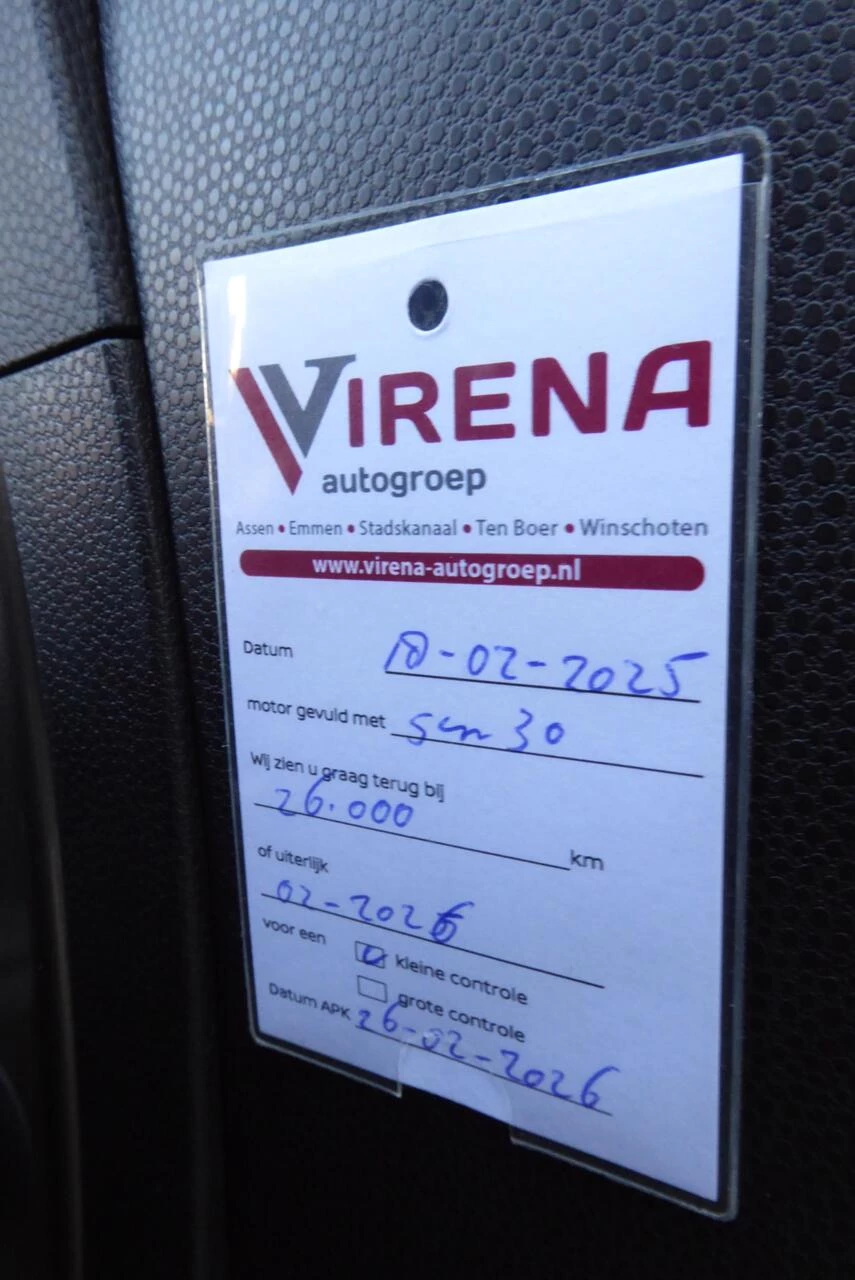 VIRENA
autogroep
Assen • Emmen • Stadskanaal • Ten Boer • Winschoten
www.virena-autogroep.nl
Datum 10-02-2025
motor gevuld met 30
Wij zien u graag terug bij
26.000 km
of uiterlijk
02-2026
voor een kleine controle
grote controle
Datum APK 26-02-2026